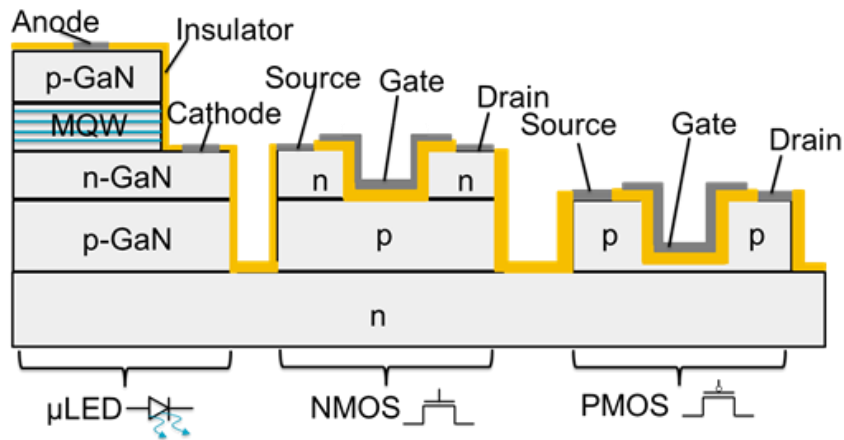 Anode
Insulator
p-GaN
MQW
Cathode
n-GaN
p-GaN
Source
Gate
Drain
n
n
p
Source
Gate
Drain
p
p
n
μLED
NMOS
PMOS